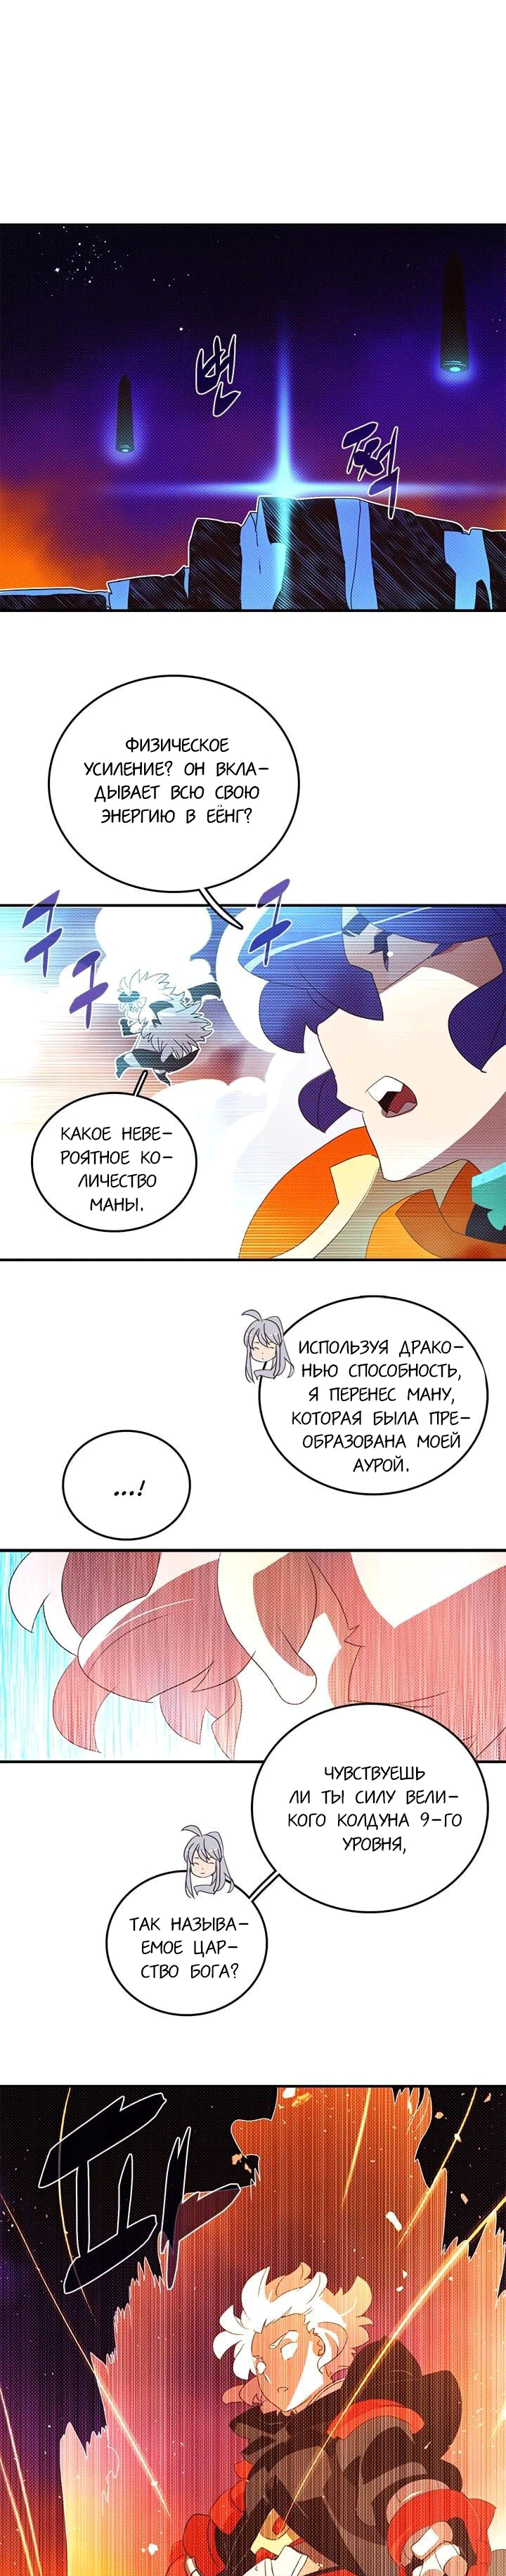 번
쩍
ФИЗИЧЕСКОЕ
УСИЛЕНИЕ? ОН ВКЛА-
ДЫВАЕТ ВСЮ СВОЮ
ЭНЕРГИЮ В ЕЁНГ?
КАКОЕ НЕВЕ-
РОЯТНОЕ КО-
ЛИЧЕСТВО
МАНЫ.
ИСПОЛЬЗУЯ ДРАКО-
НЬЮ СПОСОБНОСТЬ,
Я ПЕРЕНЕС МАНУ,
КОТОРАЯ БЫЛА ПРЕ-
ОБРАЗОВАНА МОЕЙ
АУРОЙ.
...!
ЧУВСТВУЕШЬ
ЛИ ТЫ СИЛУ ВЕЛИ-
КОГО КОЛДУНА 9-ГО
УРОВНЯ,
ТАК НАЗЫВА-
ЕМОЕ ЦАР-
СТВО БОГА?